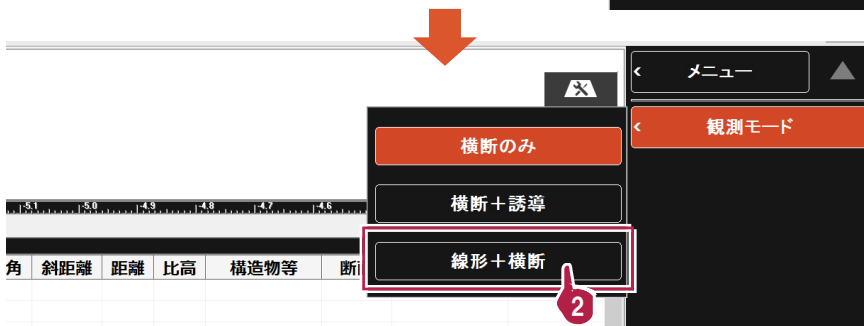 < メニュー
< 観測モード
横断のみ
横断+誘導
線形+横断
2
-5.1 -5.0 -4.9 -4.8 -4.7 -4.6
角 斜距離 距離 比高 構造物等